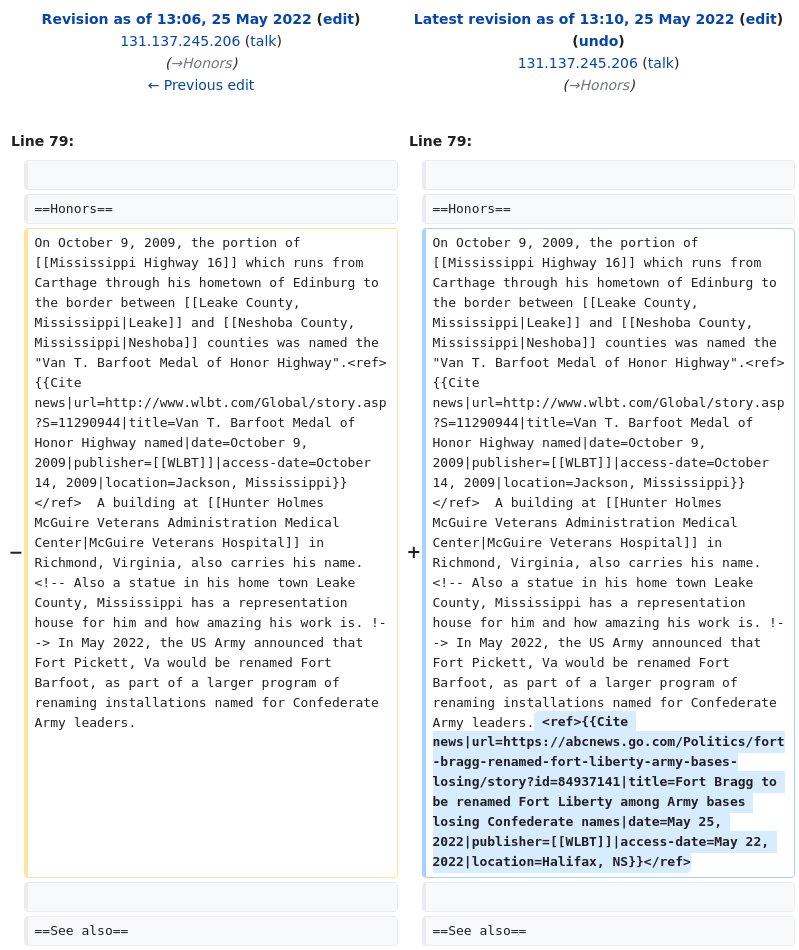 Revision as of 13:06, 25 May 2022 (edit)
131.137.245.206 (talk)
(→Honors)
← Previous edit
Latest revision as of 13:10, 25 May 2022 (edit)
(undo)
131.137.245.206 (talk)
(→Honors)
Line 79:
Line 79:
==Honors==
==Honors==
−
On October 9, 2009, the portion of
[[Mississippi Highway 16]] which runs from
Carthage through his hometown of Edinburg to
the border between [[Leake County,
Mississippi|Leake]] and [[Neshoba County,
Mississippi|Neshoba]] counties was named the
"Van T. Barfoot Medal of Honor Highway".<ref>
{{Cite
news|url=http://www.wlbt.com/Global/story.asp
?S=11290944|title=Van T. Barfoot Medal of
Honor Highway named|date=October 9,
2009|publisher=[[WLBT]]|access-date=October
14, 2009|location=Jackson, Mississippi}}
</ref>  A building at [[Hunter Holmes
McGuire Veterans Administration Medical
Center|McGuire Veterans Hospital]] in
Richmond, Virginia, also carries his name.
<!-- Also a statue in his home town Leake
County, Mississippi has a representation
house for him and how amazing his work is. !-
-> In May 2022, the US Army announced that
Fort Pickett, Va would be renamed Fort
Barfoot, as part of a larger program of
renaming installations named for Confederate
Army leaders.
+
On October 9, 2009, the portion of
[[Mississippi Highway 16]] which runs from
Carthage through his hometown of Edinburg to
the border between [[Leake County,
Mississippi|Leake]] and [[Neshoba County,
Mississippi|Neshoba]] counties was named the
"Van T. Barfoot Medal of Honor Highway".<ref>
{{Cite
news|url=http://www.wlbt.com/Global/story.asp
?S=11290944|title=Van T. Barfoot Medal of
Honor Highway named|date=October 9,
2009|publisher=[[WLBT]]|access-date=October
14, 2009|location=Jackson, Mississippi}}
</ref>  A building at [[Hunter Holmes
McGuire Veterans Administration Medical
Center|McGuire Veterans Hospital]] in
Richmond, Virginia, also carries his name.
<!-- Also a statue in his home town Leake
County, Mississippi has a representation
house for him and how amazing his work is. !-
-> In May 2022, the US Army announced that
Fort Pickett, Va would be renamed Fort
Barfoot, as part of a larger program of
renaming installations named for Confederate
Army leaders. <ref>{{Cite
news|url=https://abcnews.go.com/Politics/fort
-bragg-renamed-fort-liberty-army-bases-
losing/story?id=84937141|title=Fort Bragg to
be renamed Fort Liberty among Army bases
losing Confederate names|date=May 25,
2022|publisher=[[WLBT]]|access-date=May 22,
2022|location=Halifax, NS}}</ref>
==See also==
==See also==